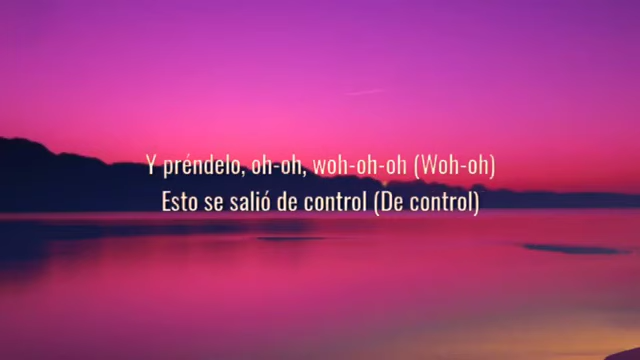 Y préndelo, oh-oh, woh-oh-oh (Woh-oh)
Esto se salió de control (De control)